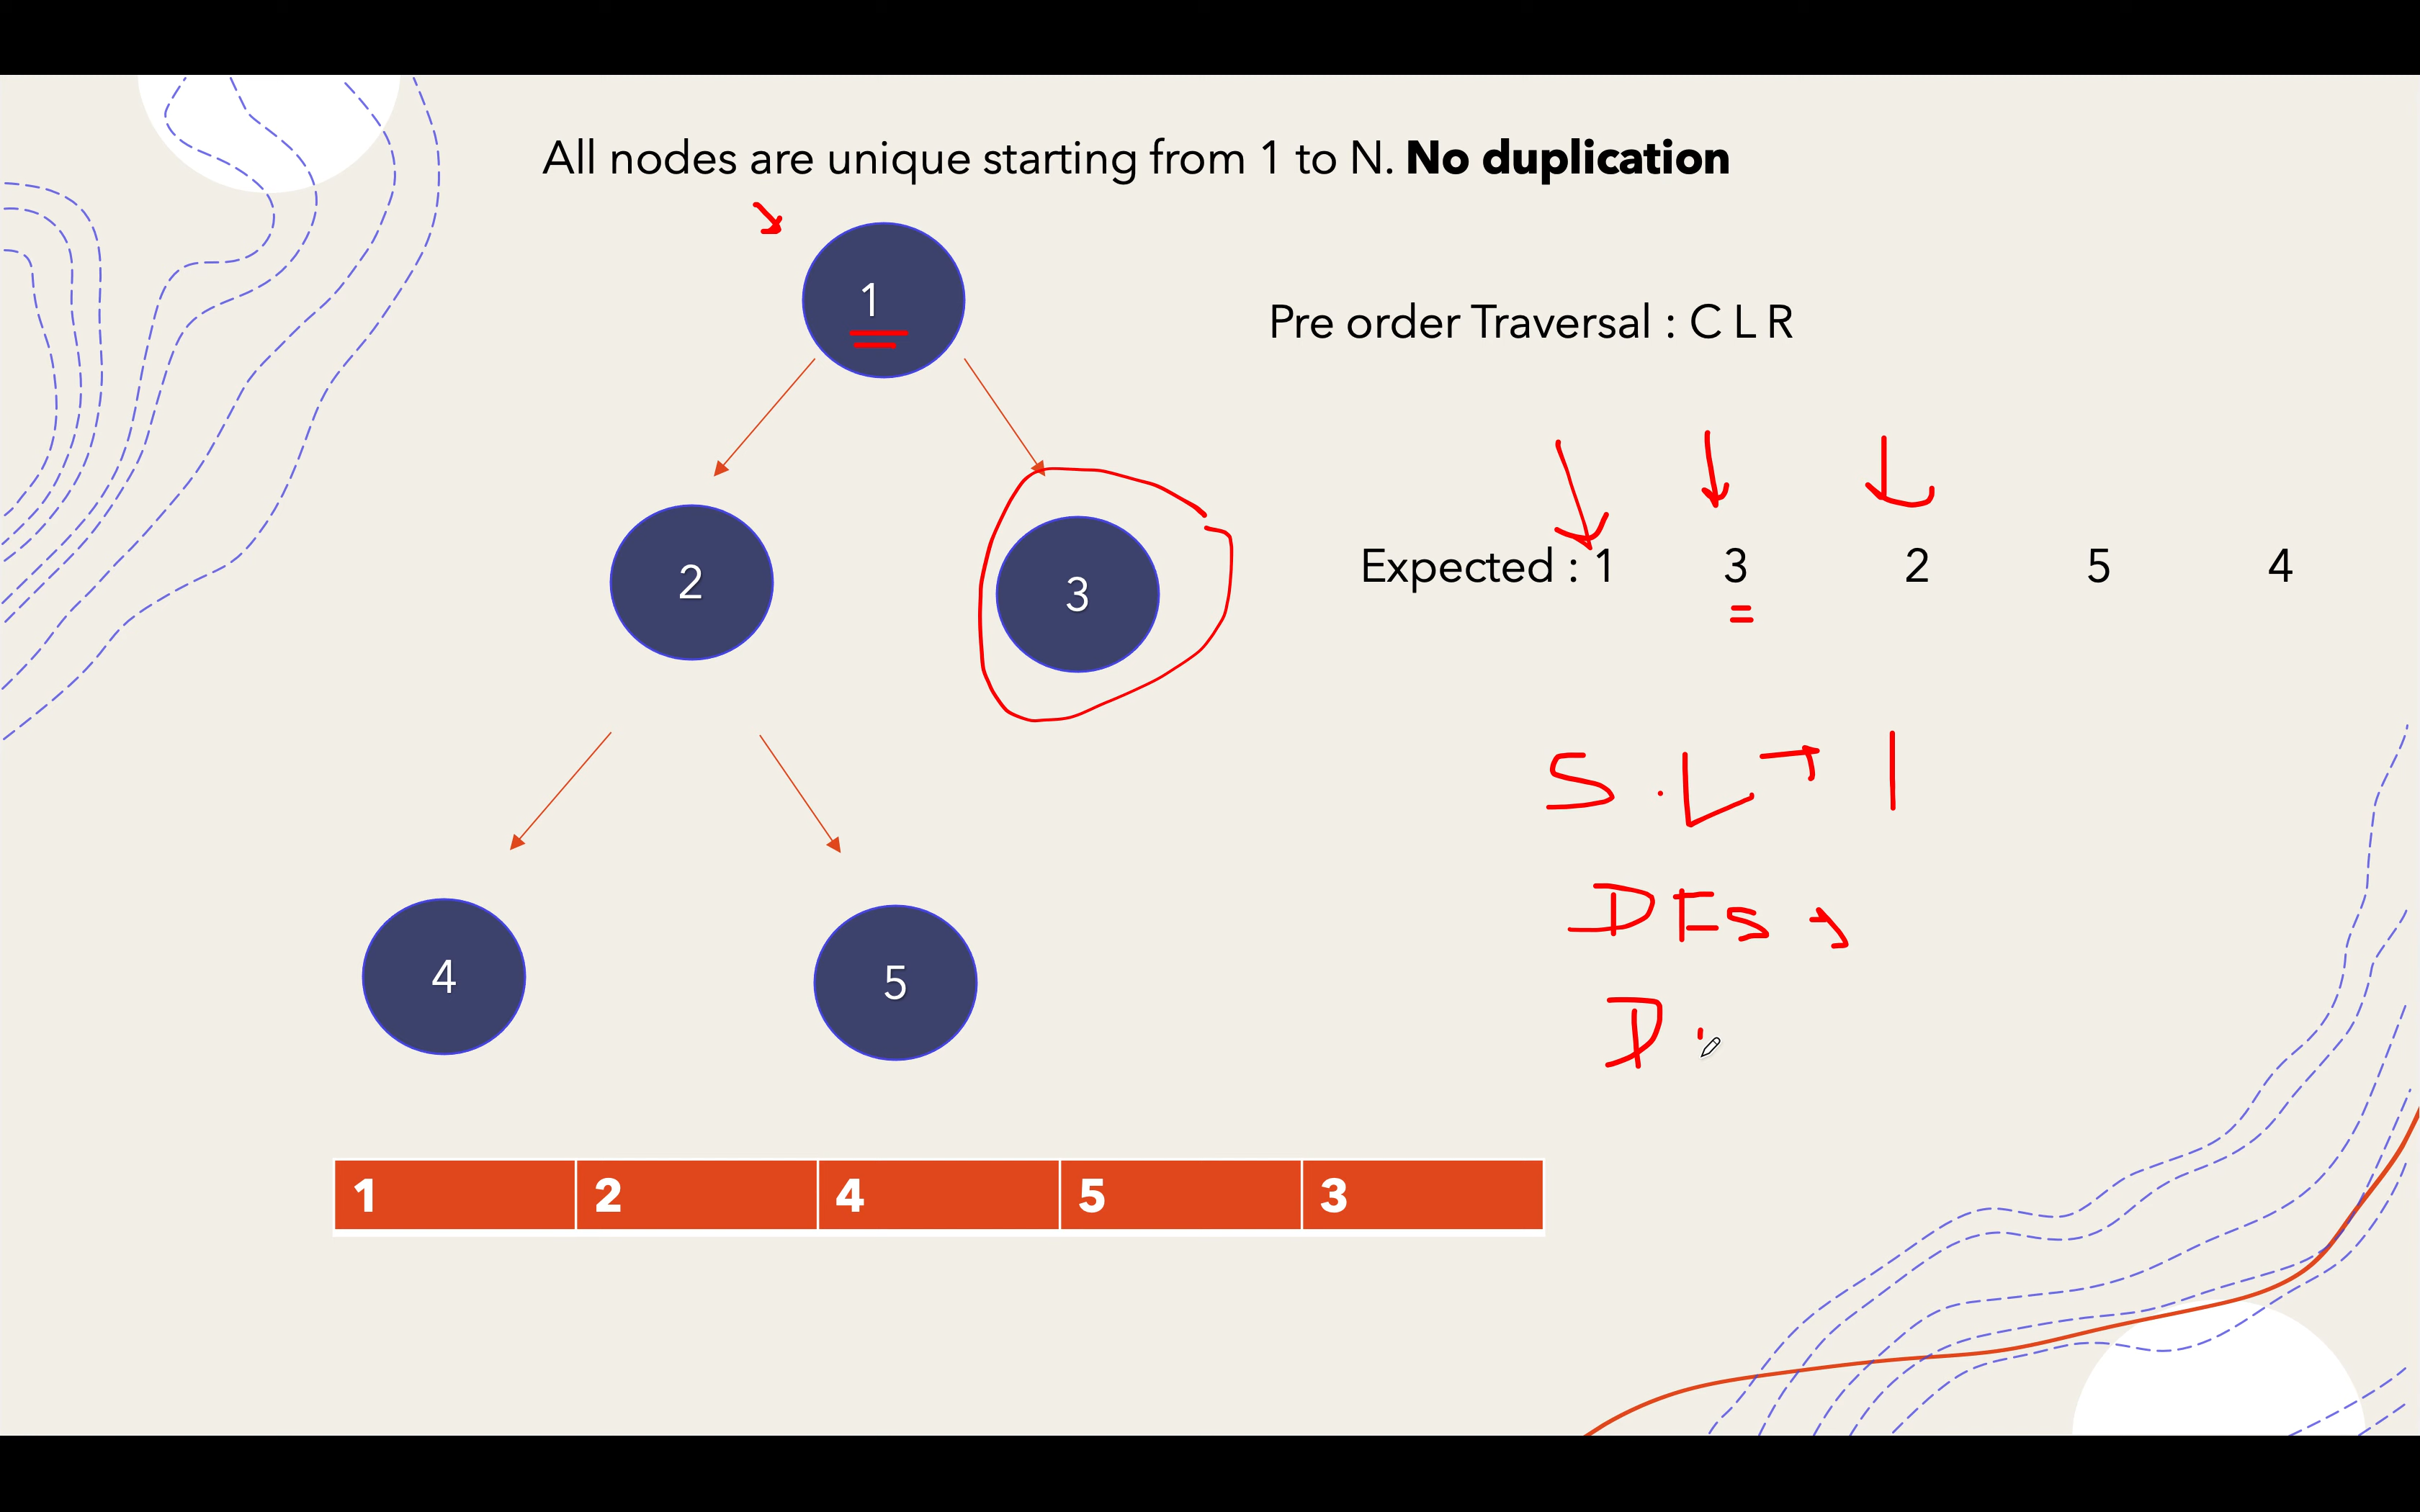 All nodes are unique starting from 1 to N. No duplication
1
Pre order Traversal : C L R
2
3
Expected : 1 3 2 5 4
S.L → 1
DFS
D
4
5
1 2 4 5 3